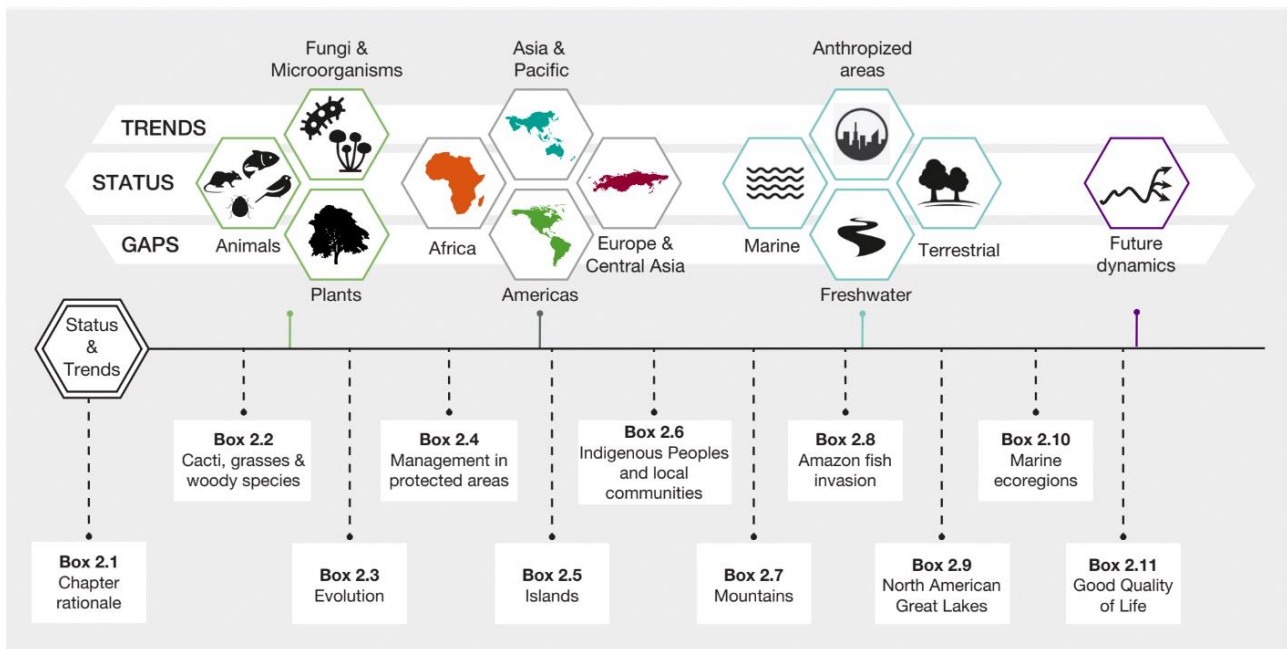 Fungi &
Microorganisms
Asia &
Pacific
Anthropized
areas
TRENDS
STATUS
GAPS
Animals
Plants
Africa
Americas
Europe &
Central Asia
Marine
Freshwater
Terrestrial
Future
dynamics
Status
&
Trends
Box 2.1
Chapter
rationale
Box 2.2
Cacti, grasses &
woody species
Box 2.3
Evolution
Box 2.4
Management in
protected areas
Box 2.5
Islands
Box 2.6
Indigenous Peoples
and local
communities
Box 2.7
Mountains
Box 2.8
Amazon fish
invasion
Box 2.9
North American
Great Lakes
Box 2.10
Marine
ecoregions
Box 2.11
Good Quality
of Life